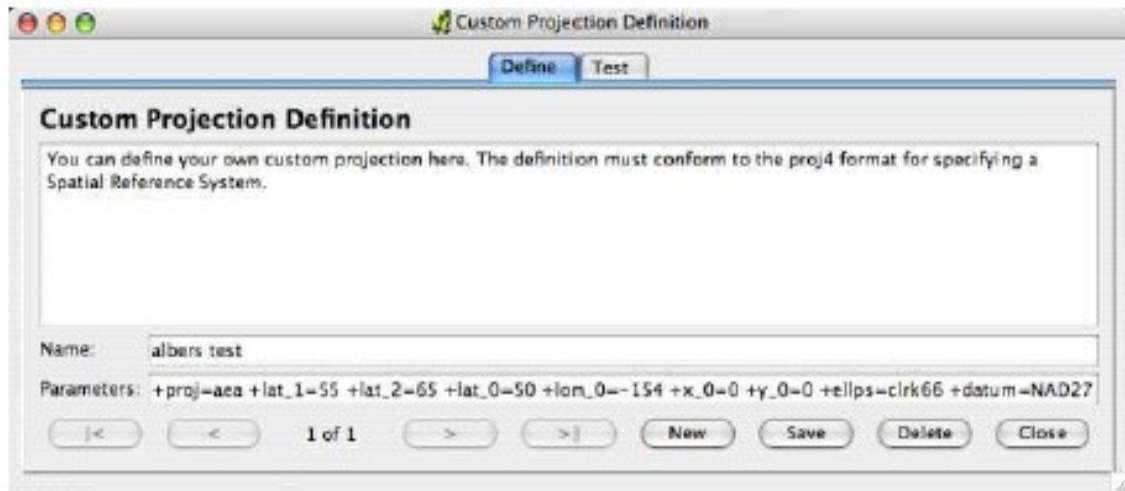 Custom Projection Definition
Define Test
Custom Projection Definition
You can define your own custom projection here. The definition must conform to the proj4 format for specifying a
Spatial Reference System.
Name: albers test
Parameters: +proj=aea +lat_1=55 +lat_2=65 +lat_0=50 +lon_0=-154 +x_0=0 +y_0=0 +ellps=clrk66 +datum=NAD27
|< < 1 of 1 > >| New Save Delete Close